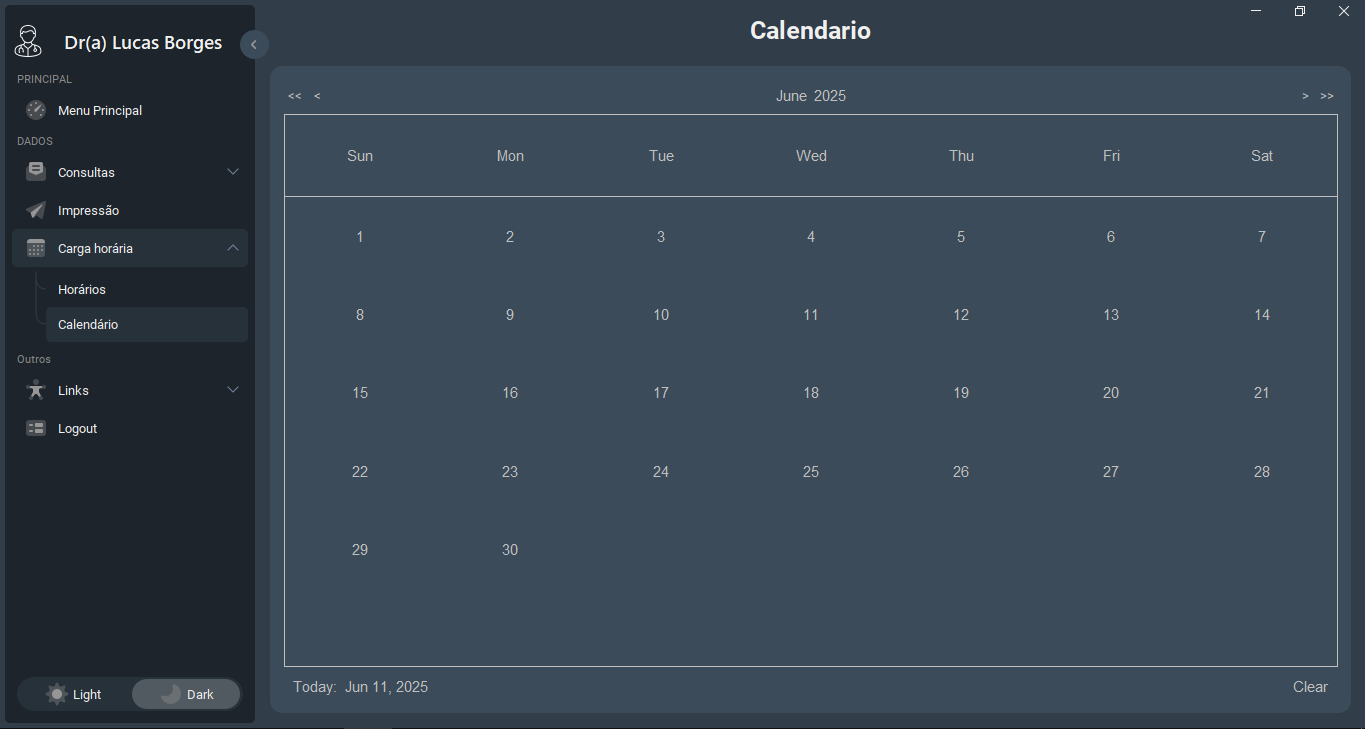 Dr(a) Lucas Borges
PRINCIPAL
Menu Principal
DADOS
Consultas
Impressão
Carga horária
Horários
Calendário
Outros
Links
Logout
Light Dark
Calendario
<< < June 2025 > >>
Sun Mon Tue Wed Thu Fri Sat
1 2 3 4 5 6 7
8 9 10 11 12 13 14
15 16 17 18 19 20 21
22 23 24 25 26 27 28
29 30
Today: Jun 11, 2025 Clear